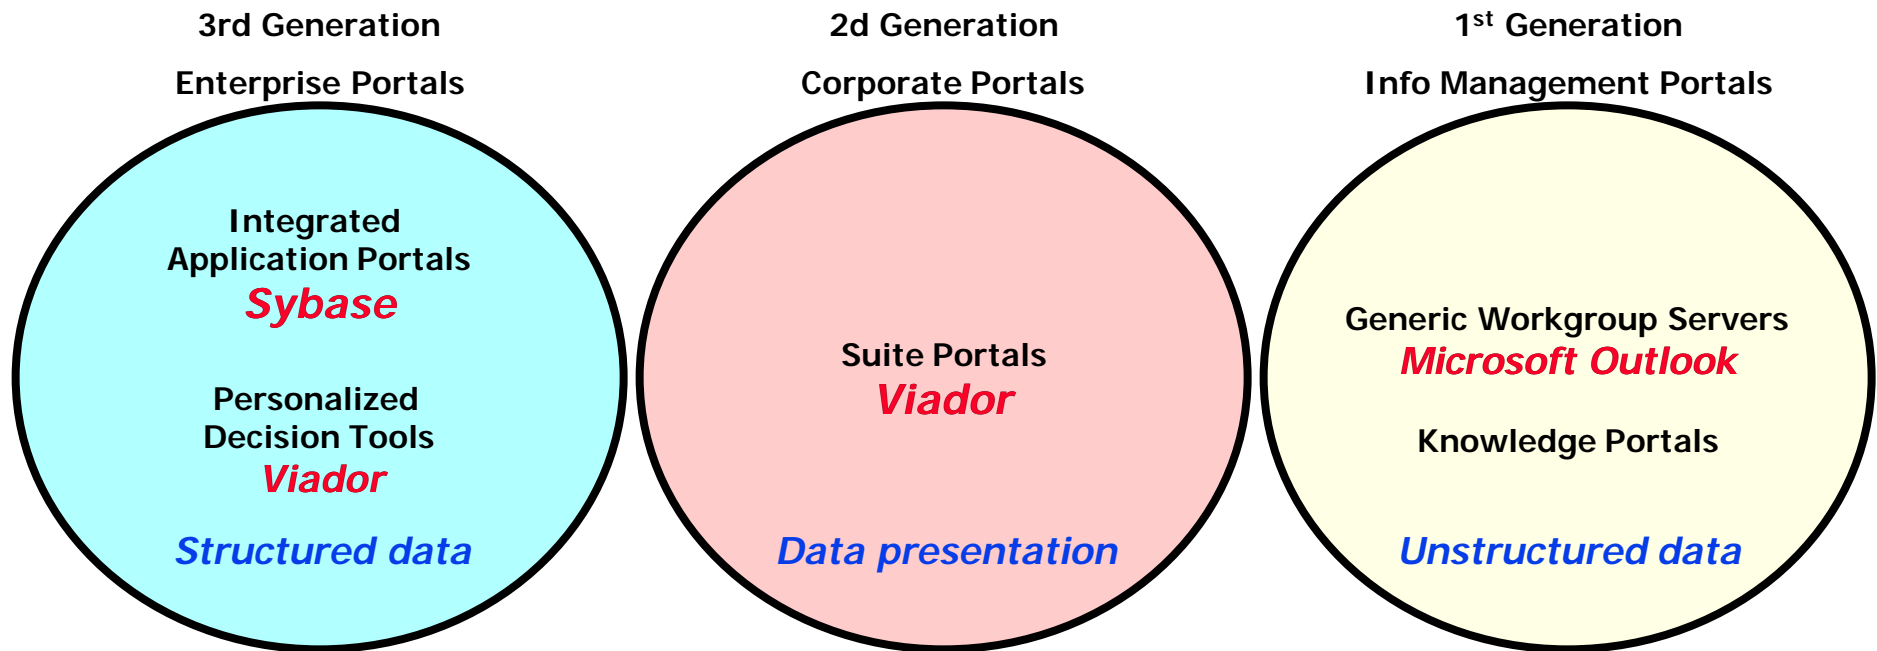 3rd Generation
Enterprise Portals
Integrated
Application Portals
Sybase
Personalized
Decision Tools
Viador
Structured data
2d Generation
Corporate Portals
Suite Portals
Viador
Data presentation
1st Generation
Info Management Portals
Generic Workgroup Servers
Microsoft Outlook
Knowledge Portals
Unstructured data